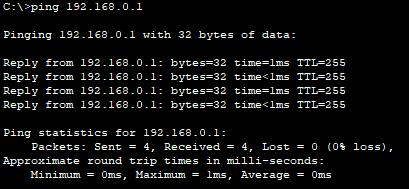 C:\>ping 192.168.0.1
Pinging 192.168.0.1 with 32 bytes of data:
Reply from 192.168.0.1: bytes=32 time=1ms TTL=255
Reply from 192.168.0.1: bytes=32 time<1ms TTL=255
Reply from 192.168.0.1: bytes=32 time<1ms TTL=255
Reply from 192.168.0.1: bytes=32 time<1ms TTL=255
Ping statistics for 192.168.0.1:
Packets: Sent = 4, Received = 4, Lost = 0 (0% loss),
Approximate round trip times in milli-seconds:
Minimum = 0ms, Maximum = 1ms, Average = 0ms